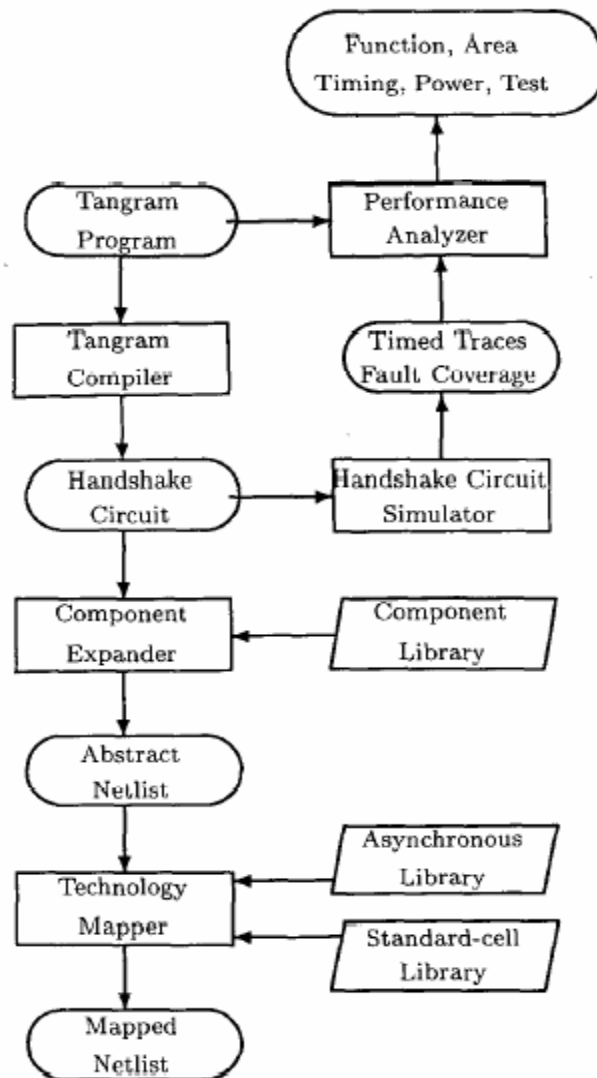 Function, Area
Timing, Power, Test
Tangram
Program
Performance
Analyzer
Tangram
Compiler
Timed Traces
Fault Coverage
Handshake
Circuit
Handshake Circuit
Simulator
Component
Expander
Component
Library
Abstract
Netlist
Asynchronous
Library
Technology
Mapper
Standard-cell
Library
Mapped
Netlist